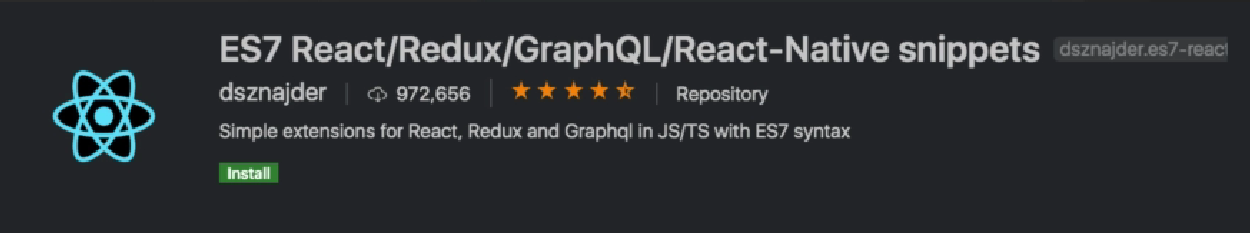 ES7 React/Redux/GraphQL/React-Native snippets dsznajder.es7-react
dsznajder 972,656 Repository
Simple extensions for React, Redux and Graphql in JS/TS with ES7 syntax
Install